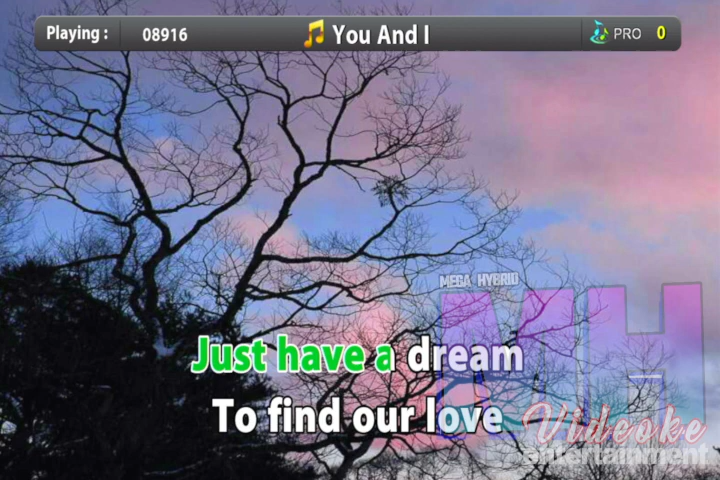 Playing : 08916 You And I PRO 0
MEGA HYBRID
MH
Just have a dream
To find our love
Videoke
entertainment